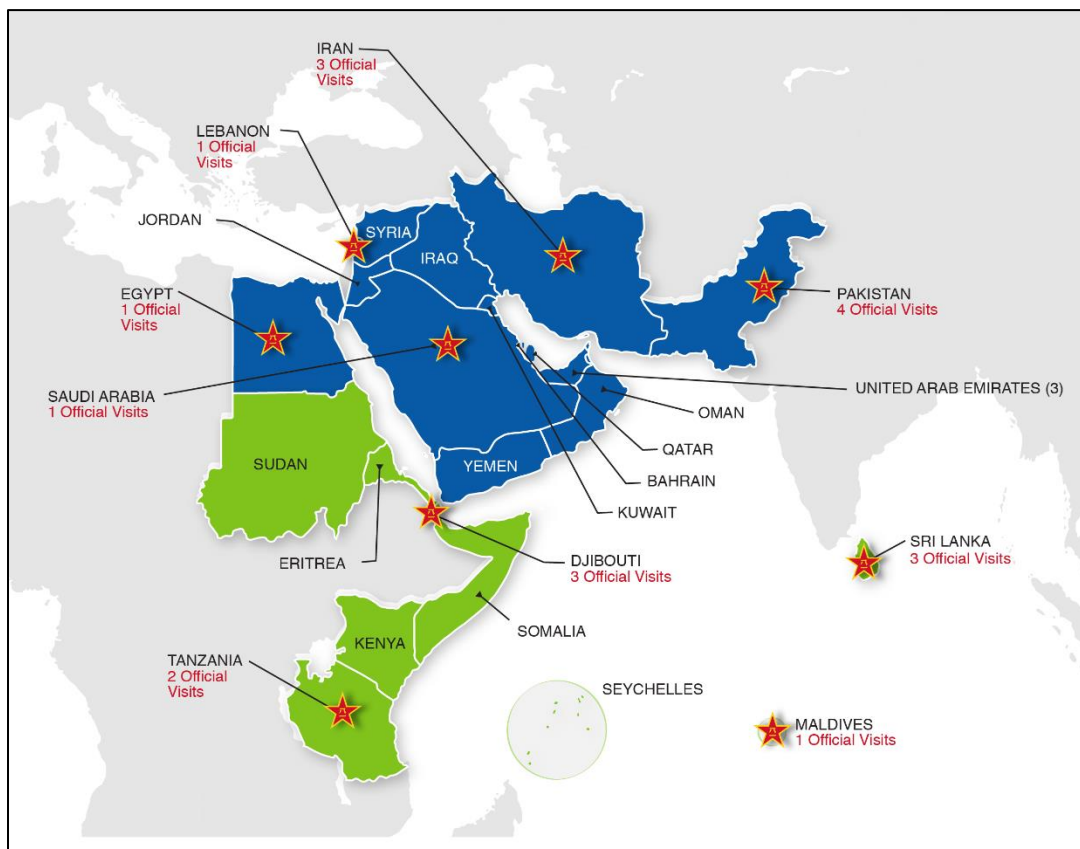 IRAN
3 Official
Visits
LEBANON
1 Official
Visits
JORDAN
SYRIA
IRAQ
EGYPT
1 Official
Visits
PAKISTAN
4 Official Visits
SAUDI ARABIA
1 Official Visits
UNITED ARAB EMIRATES (3)
OMAN
QATAR
SUDAN
YEMEN
BAHRAIN
KUWAIT
ERITREA
DJIBOUTI
3 Official Visits
SRI LANKA
3 Official Visits
SOMALIA
KENYA
TANZANIA
2 Official
Visits
SEYCHELLES
MALDIVES
1 Official Visits